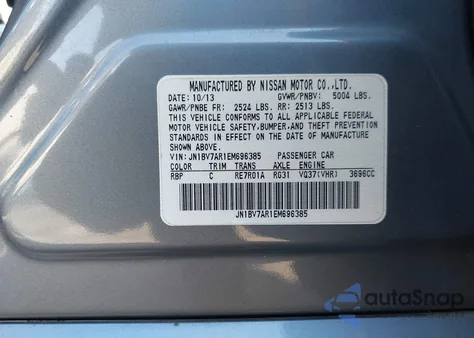 MANUFACTURED BY NISSAN MOTOR CO.,LTD.
DATE: 10/13 GVWR/PNBV: 5004 LBS.
GAWR/PNBE FR: 2524 LBS. RR: 2513 LBS.
THIS VEHICLE CONFORMS TO ALL APPLICABLE FEDERAL
MOTOR VEHICLE SAFETY, BUMPER, AND THEFT PREVENTION
STANDARDS IN EFFECT ON THE DATE OF MANUFACTURE
SHOWN ABOVE.
VIN: JN1BV7AR1EM696385 PASSENGER CAR
COLOR TRIM TRANS AXLE ENGINE
RBP C RE7R01A RG31 VQ37(VHR) 3696CC
JN1BV7AR1EM696385
autoSnap